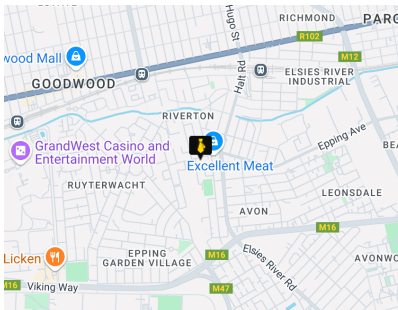 RICHMOND
PARC
Hugo St
R102
wood Mall
M12
GOODWOOD
ELSIES RIVER
INDUSTRIAL
Halt Rd
RIVERTON
Epping Ave
GrandWest Casino and
Entertainment World
BEA
Excellent Meat
RUYTERWACHT
LEONSDALE
AVON
M16
EPPING
GARDEN VILLAGE
M16
Elsies River Rd
AVONWO
Licken
M16
Viking Way
M47